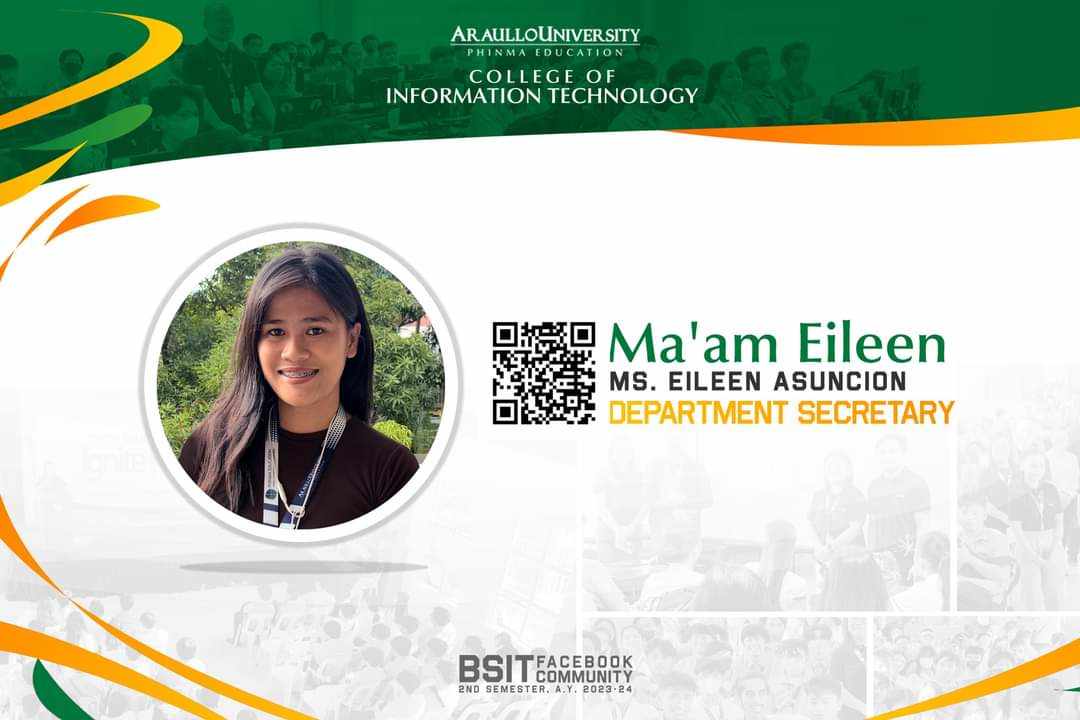 ARAULLO UNIVERSITY
PHINMA EDUCATION
COLLEGE OF
INFORMATION TECHNOLOGY
Ma'am Eileen
MS. EILEEN ASUNCION
DEPARTMENT SECRETARY
Ignite
BSIT FACEBOOK
COMMUNITY
2ND SEMESTER, A.Y. 2023-24